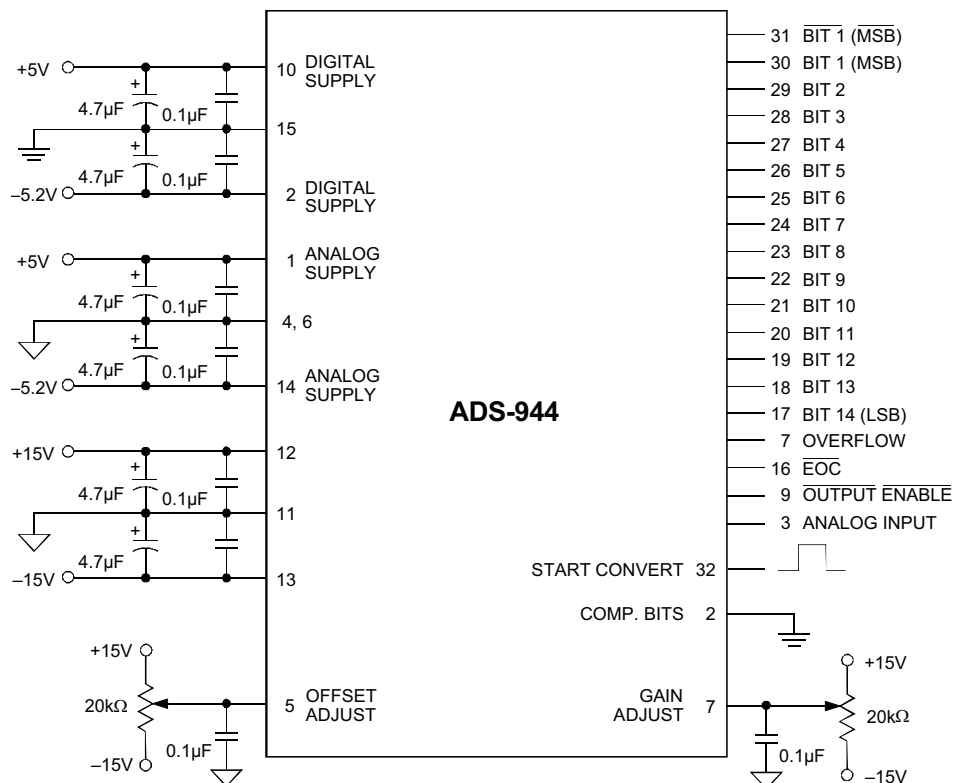 +5V
10 DIGITAL
SUPPLY
+
4.7µF
0.1µF
15
+
4.7µF
0.1µF
–5.2V
2 DIGITAL
SUPPLY
+5V
1 ANALOG
SUPPLY
+
4.7µF
0.1µF
4, 6
+
4.7µF
0.1µF
–5.2V
14 ANALOG
SUPPLY
+15V
12
+
4.7µF
0.1µF
11
+
4.7µF
0.1µF
–15V
13
+15V
20kΩ
5 OFFSET
ADJUST
0.1µF
–15V
ADS-944
31 BIT 1 (MSB)
30 BIT 1 (MSB)
29 BIT 2
28 BIT 3
27 BIT 4
26 BIT 5
25 BIT 6
24 BIT 7
23 BIT 8
22 BIT 9
21 BIT 10
20 BIT 11
19 BIT 12
18 BIT 13
17 BIT 14 (LSB)
7 OVERFLOW
16 EOC
9 OUTPUT ENABLE
3 ANALOG INPUT
START CONVERT 32
COMP. BITS 2
GAIN
ADJUST 7
+15V
20kΩ
0.1µF
–15V